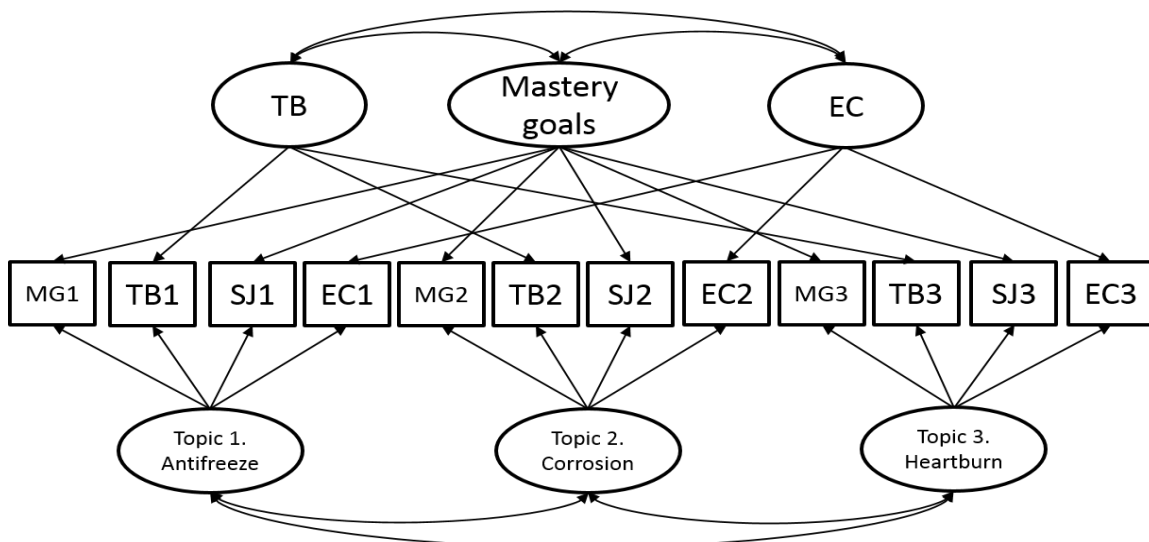 TB
Mastery
goals
EC
MG1
TB1
SJ1
EC1
MG2
TB2
SJ2
EC2
MG3
TB3
SJ3
EC3
Topic 1.
Antifreeze
Topic 2.
Corrosion
Topic 3.
Heartburn